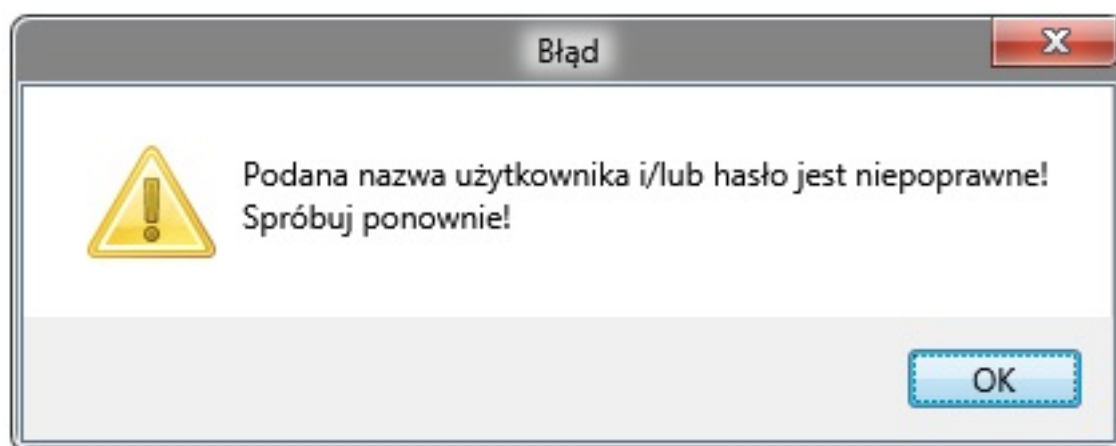 Błąd
Podana nazwa użytkownika i/lub hasło jest niepoprawne!
Spróbuj ponownie!
OK